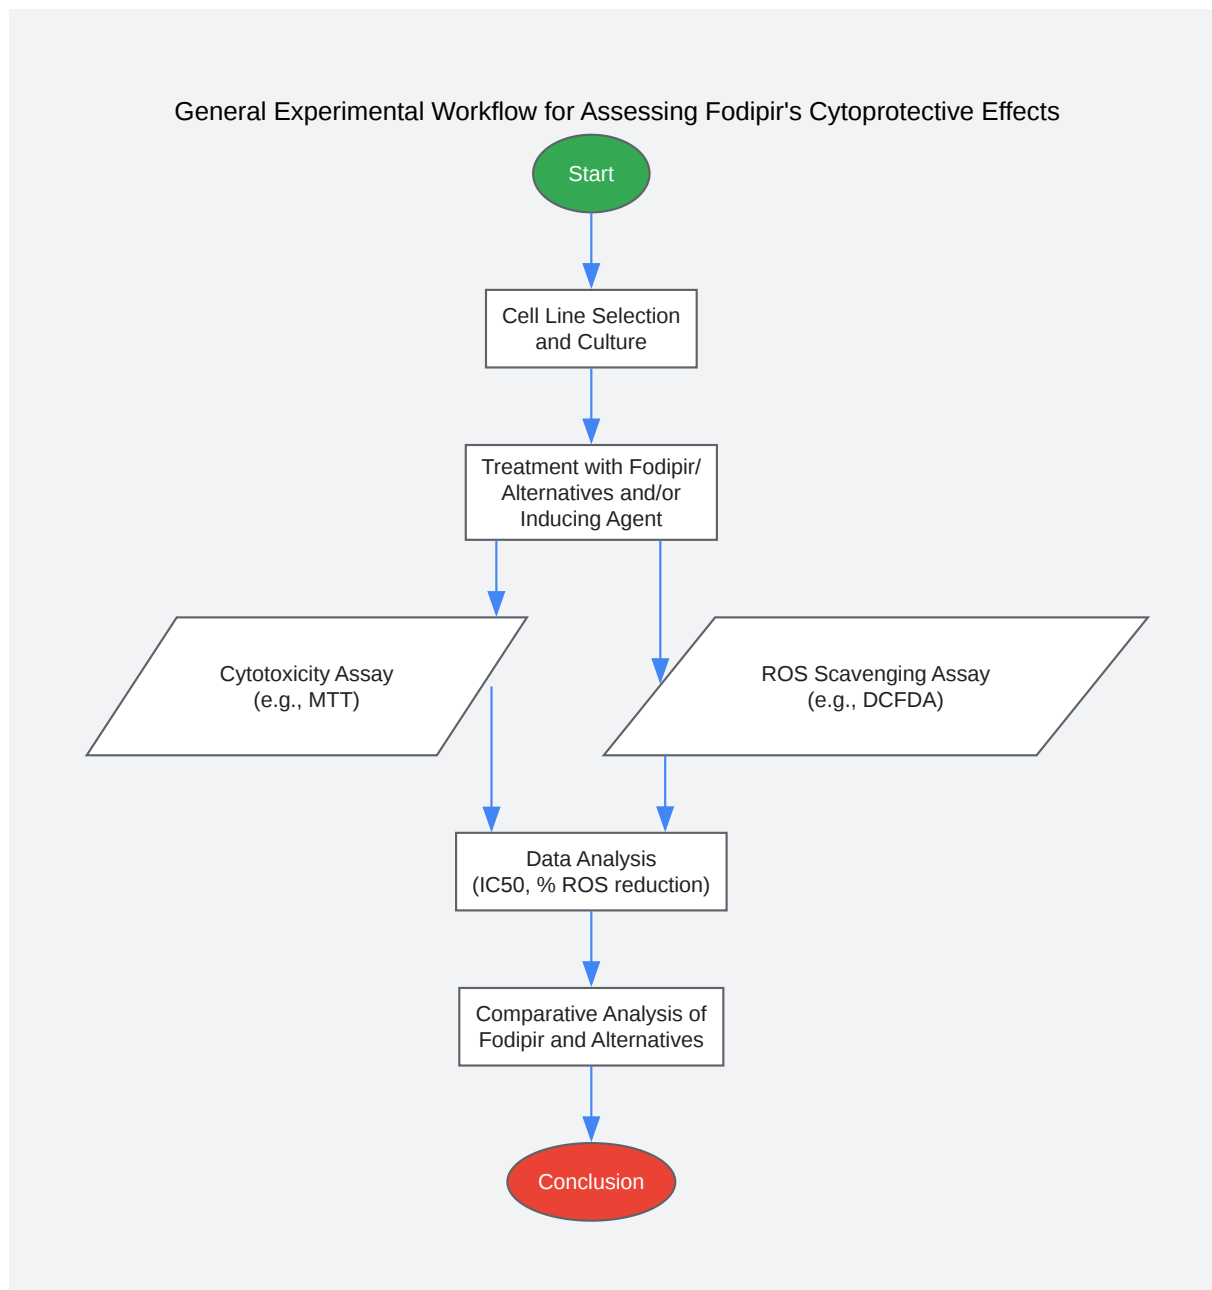 General Experimental Workflow for Assessing Fodipir's Cytoprotective Effects
Start
Cell Line Selection
and Culture
Treatment with Fodipir/
Alternatives and/or
Inducing Agent
Cytotoxicity Assay
(e.g., MTT)
ROS Scavenging Assay
(e.g., DCFDA)
Data Analysis
(IC50, % ROS reduction)
Comparative Analysis of
Fodipir and Alternatives
Conclusion